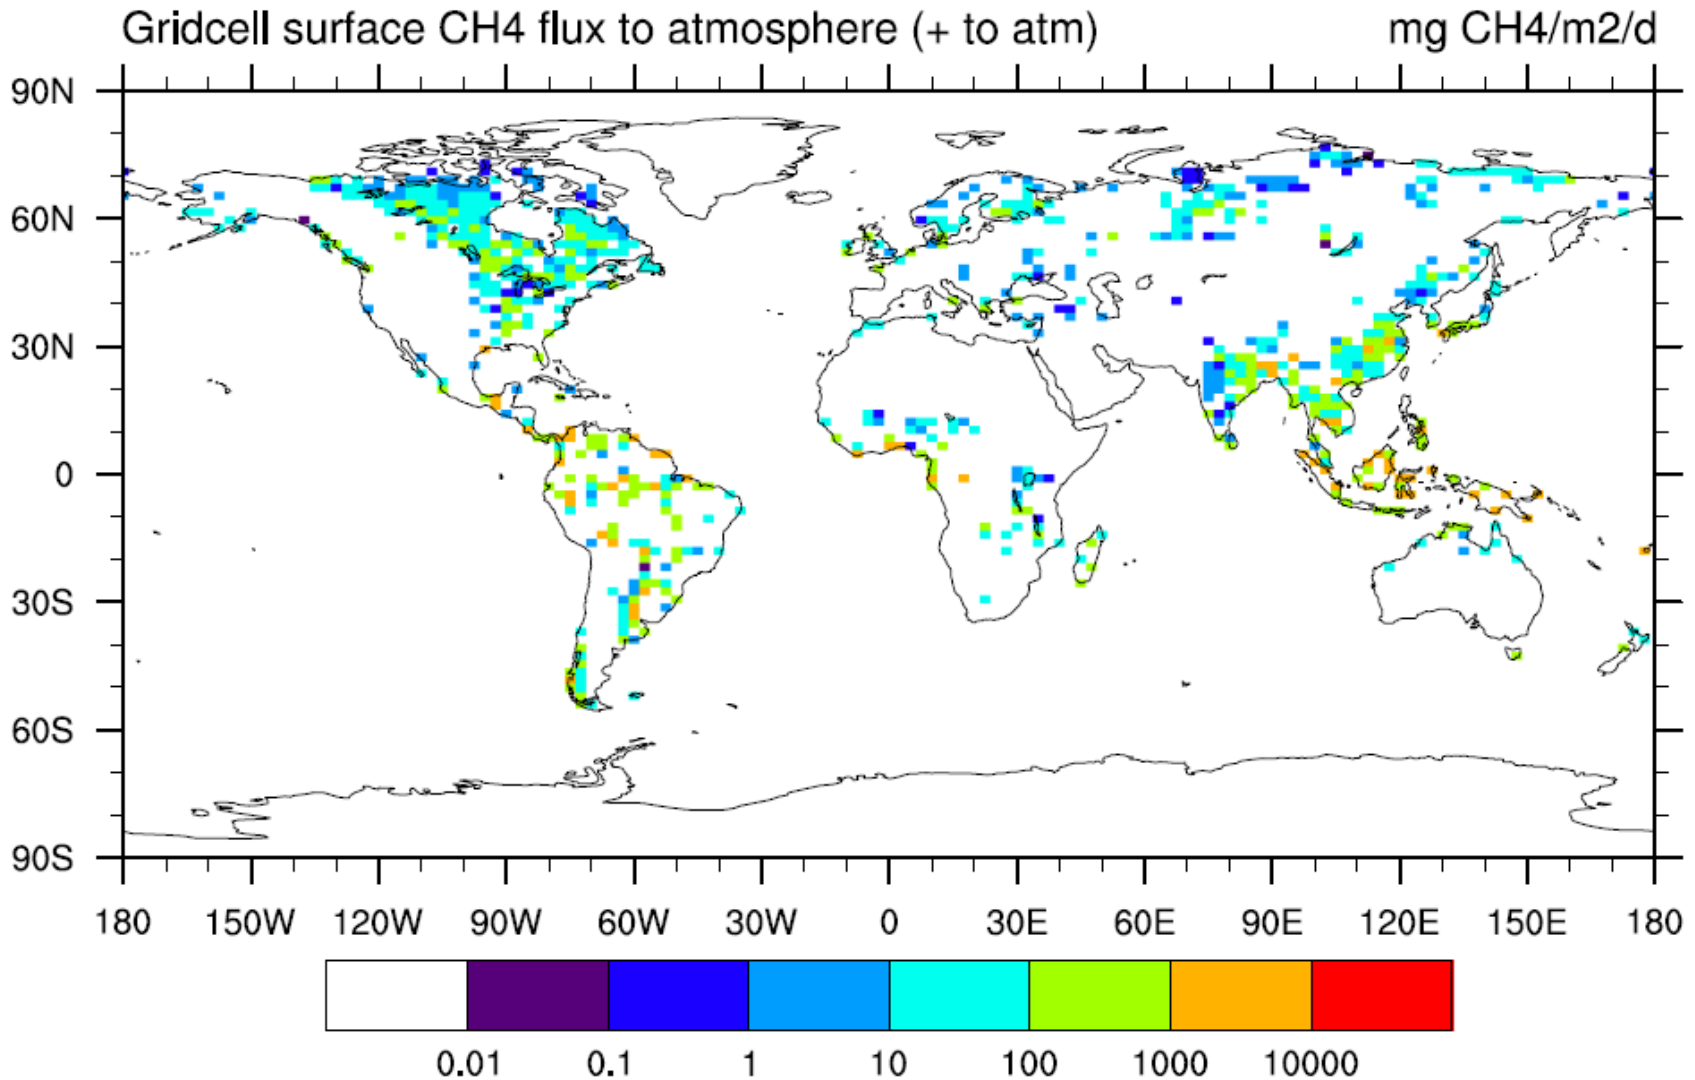 Gridcell surface CH4 flux to atmosphere (+ to atm) mg CH4/m2/d
90N
60N
30N
0
30S
60S
90S
180 150W 120W 90W 60W 30W 0 30E 60E 90E 120E 150E 180
0.01 0.1 1 10 100 1000 10000